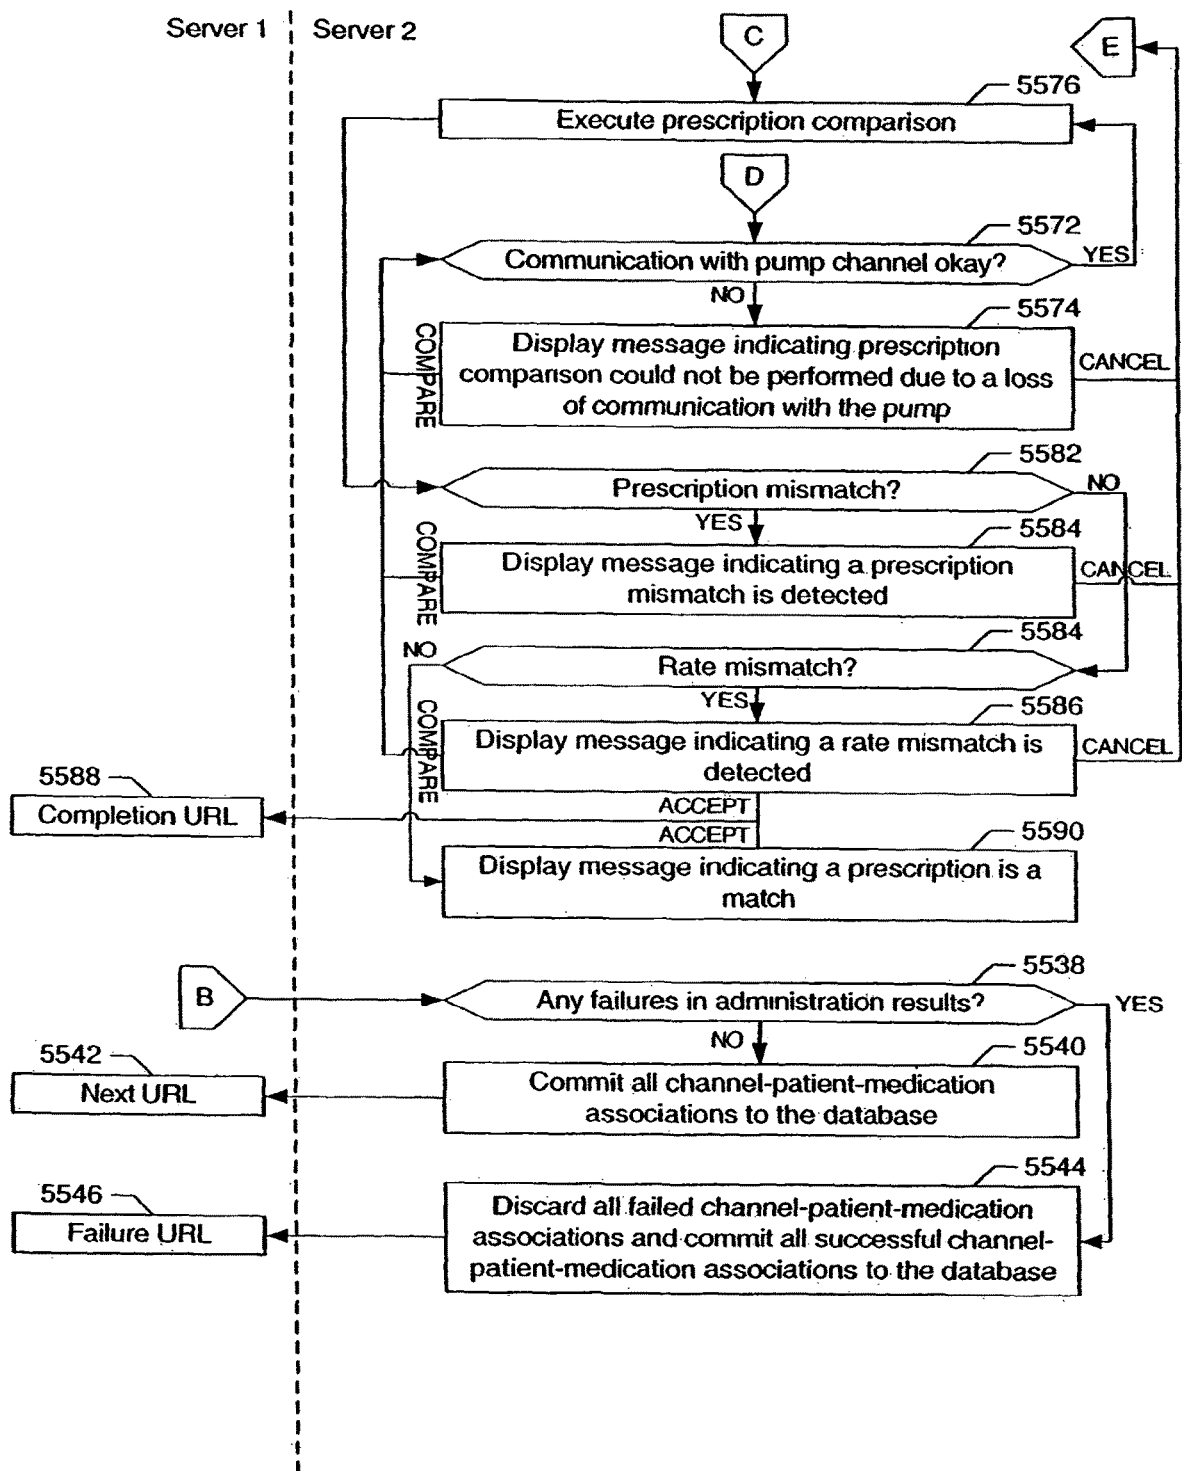 Server 1
Server 2
C
E
5576
Execute prescription comparison
D
5572
Communication with pump channel okay?
YES
NO
5574
COMPARE
Display message indicating prescription
comparison could not be performed due to a loss
of communication with the pump
CANCEL
5582
Prescription mismatch?
NO
YES
5584
COMPARE
Display message indicating a prescription
mismatch is detected
CANCEL
5584
NO
Rate mismatch?
YES
5586
COMPARE
Display message indicating a rate mismatch is
detected
CANCEL
5588
Completion URL
ACCEPT
ACCEPT
5590
Display message indicating a prescription is a
match
5538
B
Any failures in administration results?
YES
NO
5542
5540
Next URL
Commit all channel-patient-medication
associations to the database
5544
5546
Failure URL
Discard all failed channel-patient-medication
associations and commit all successful channel-
patient-medication associations to the database